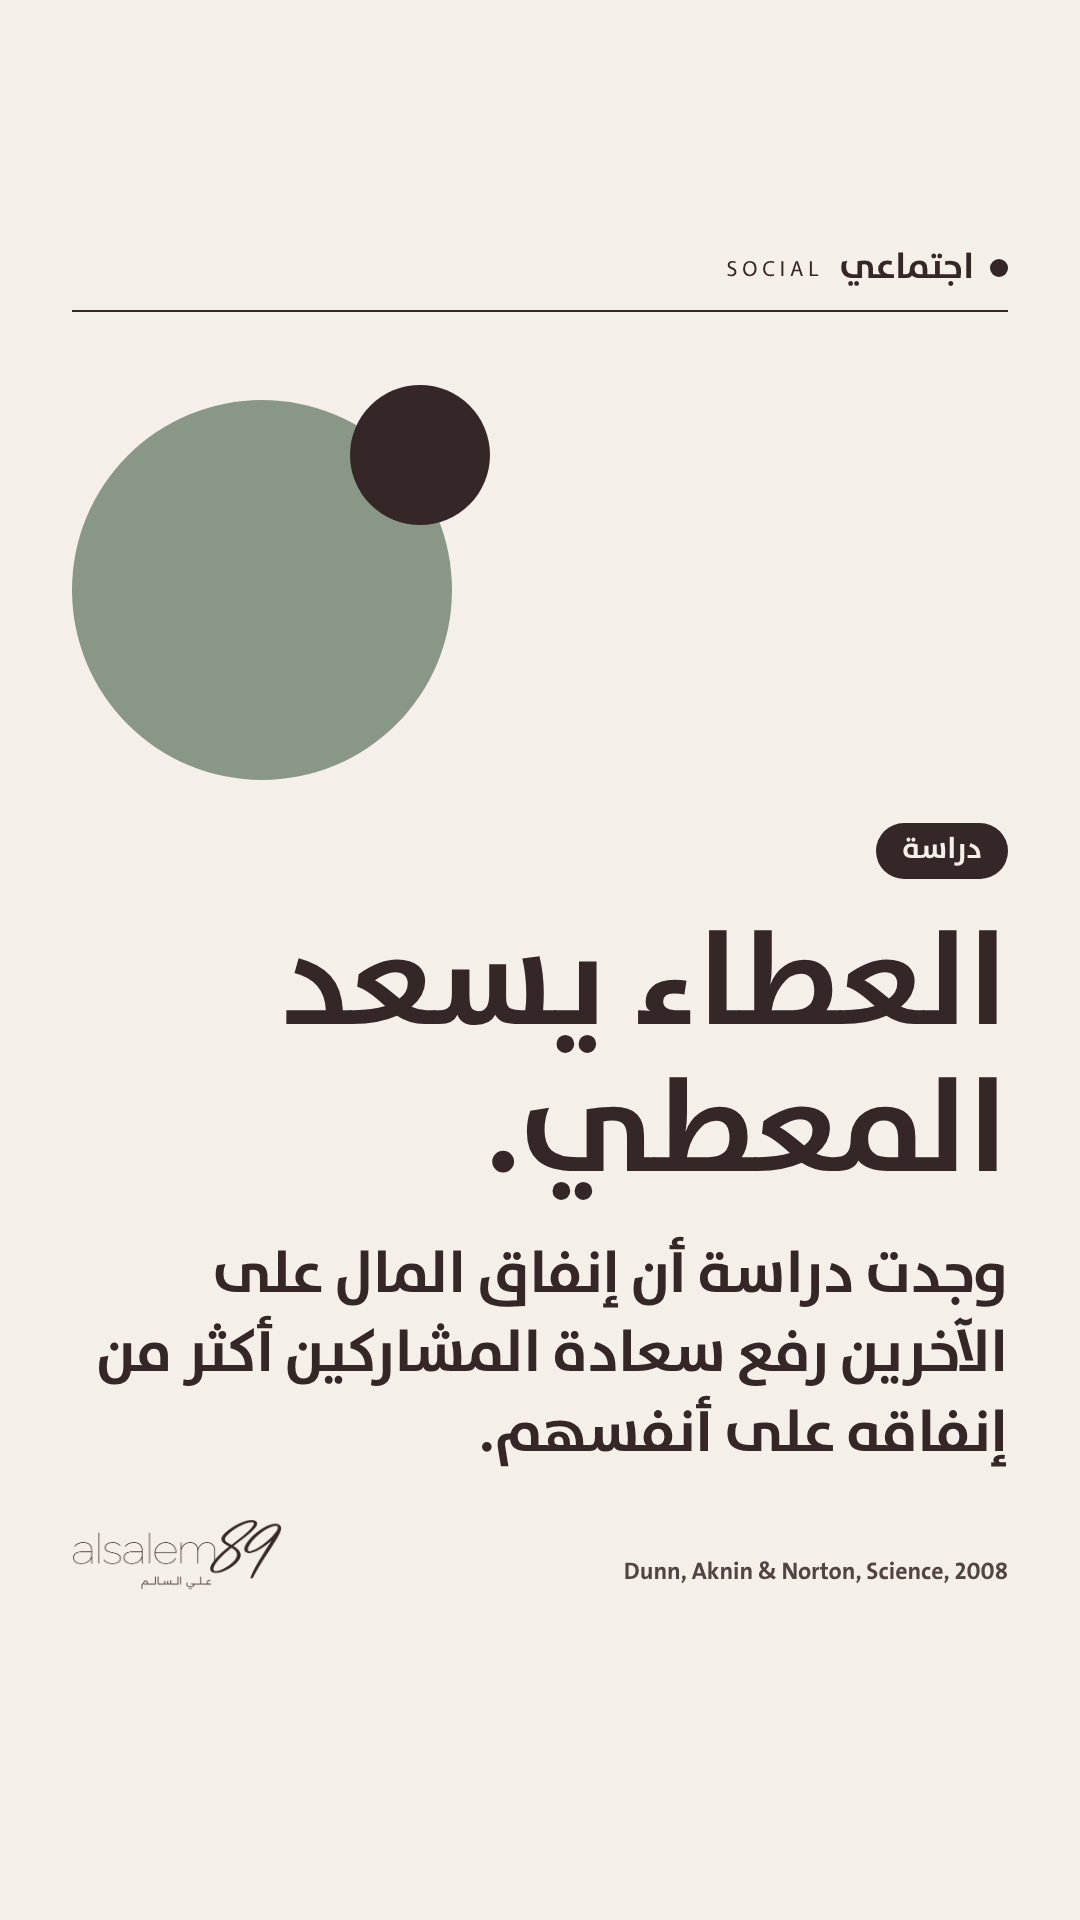 اجتماعي SOCIAL
دراسة
العطاء يسعد
المعطي.
وجدت دراسة أن إنفاق المال على
الآخرين رفع سعادة المشاركين أكثر من
إنفاقه على أنفسهم.
Dunn, Aknin & Norton, Science, 2008
alsalem89
علي السالم